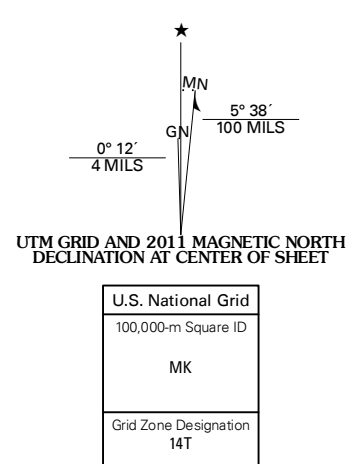 ★
MN
5° 38´
100 MILS
GN
0° 12´
4 MILS
UTM GRID AND 2011 MAGNETIC NORTH
DECLINATION AT CENTER OF SHEET
U.S. National Grid
100,000-m Square ID
MK
Grid Zone Designation
14T